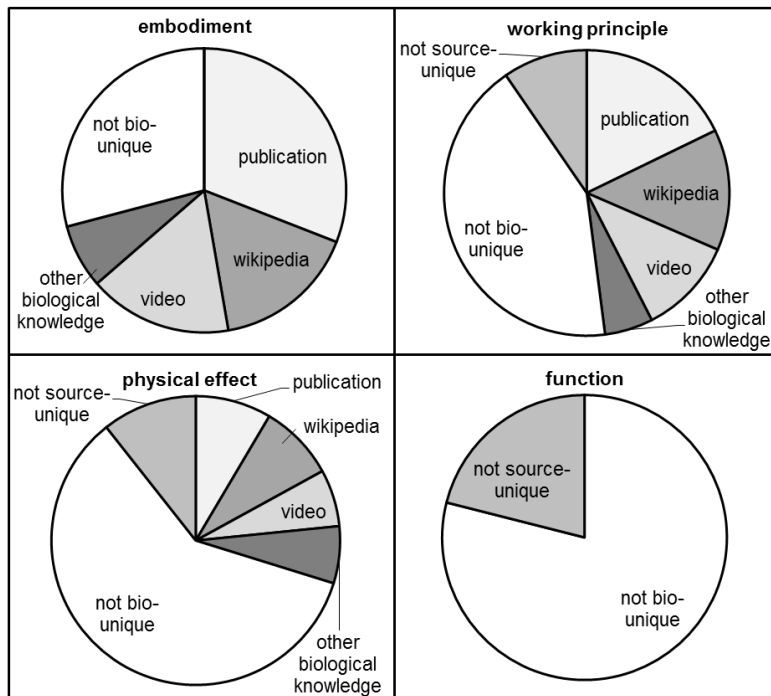 embodiment
not bio-
unique
publication
wikipedia
video
other
biological
knowledge
working principle
not source-
unique
publication
wikipedia
not bio-
unique
video
other
biological
knowledge
physical effect
not source-
unique
publication
wikipedia
video
not bio-
unique
other
biological
knowledge
function
not source-
unique
not bio-
unique